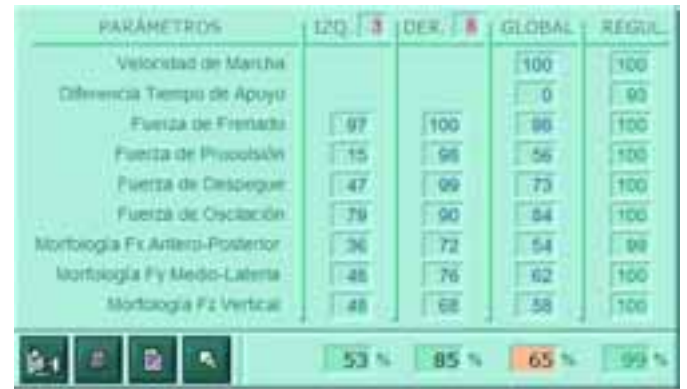 PARÁMETROS IZQ. 3 DER. 8 GLOBAL REGUL.
Velocidad de Marcha 100 100
Diferencia Tiempo de Apoyo 0 93
Fuerza de Frenado 97 100 98 100
Fuerza de Propulsión 15 98 56 100
Fuerza de Despegue 47 99 73 100
Fuerza de Oscilación 79 90 84 100
Morfología Fx Antero-Posterior 36 72 54 99
Morfología Fy Medio-Lateral 48 76 62 100
Morfología Fz Vertical 48 68 58 100
53 % 85 % 65 % 99 %